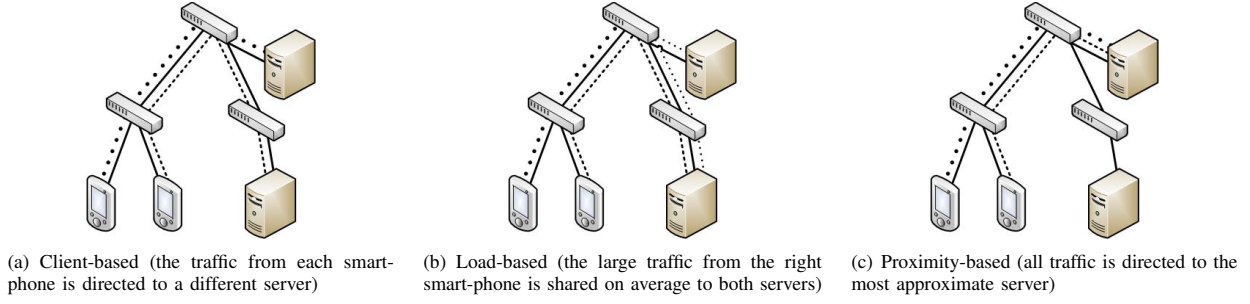 (a) Client-based (the traffic from each smart-
phone is directed to a different server)
(b) Load-based (the large traffic from the right
smart-phone is shared on average to both servers)
(c) Proximity-based (all traffic is directed to the
most approximate server)